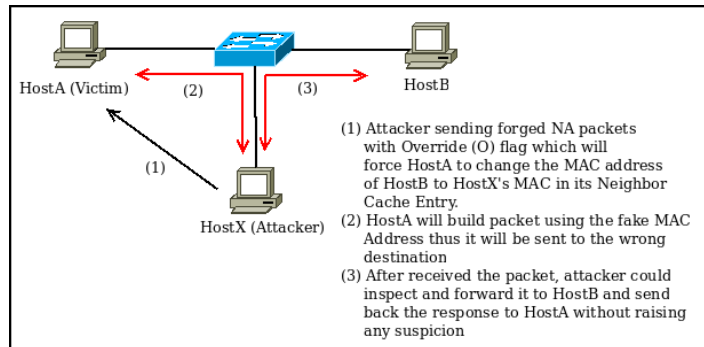 HostA (Victim)
(2)
(3)
HostB
(1)
HostX (Attacker)
(1) Attacker sending forged NA packets
with Override (O) flag which will
force HostA to change the MAC address
of HostB to HostX's MAC in its Neighbor
Cache Entry.
(2) HostA will build packet using the fake MAC
Address thus it will be sent to the wrong
destination
(3) After received the packet, attacker could
inspect and forward it to HostB and send
back the response to HostA without raising
any suspicion